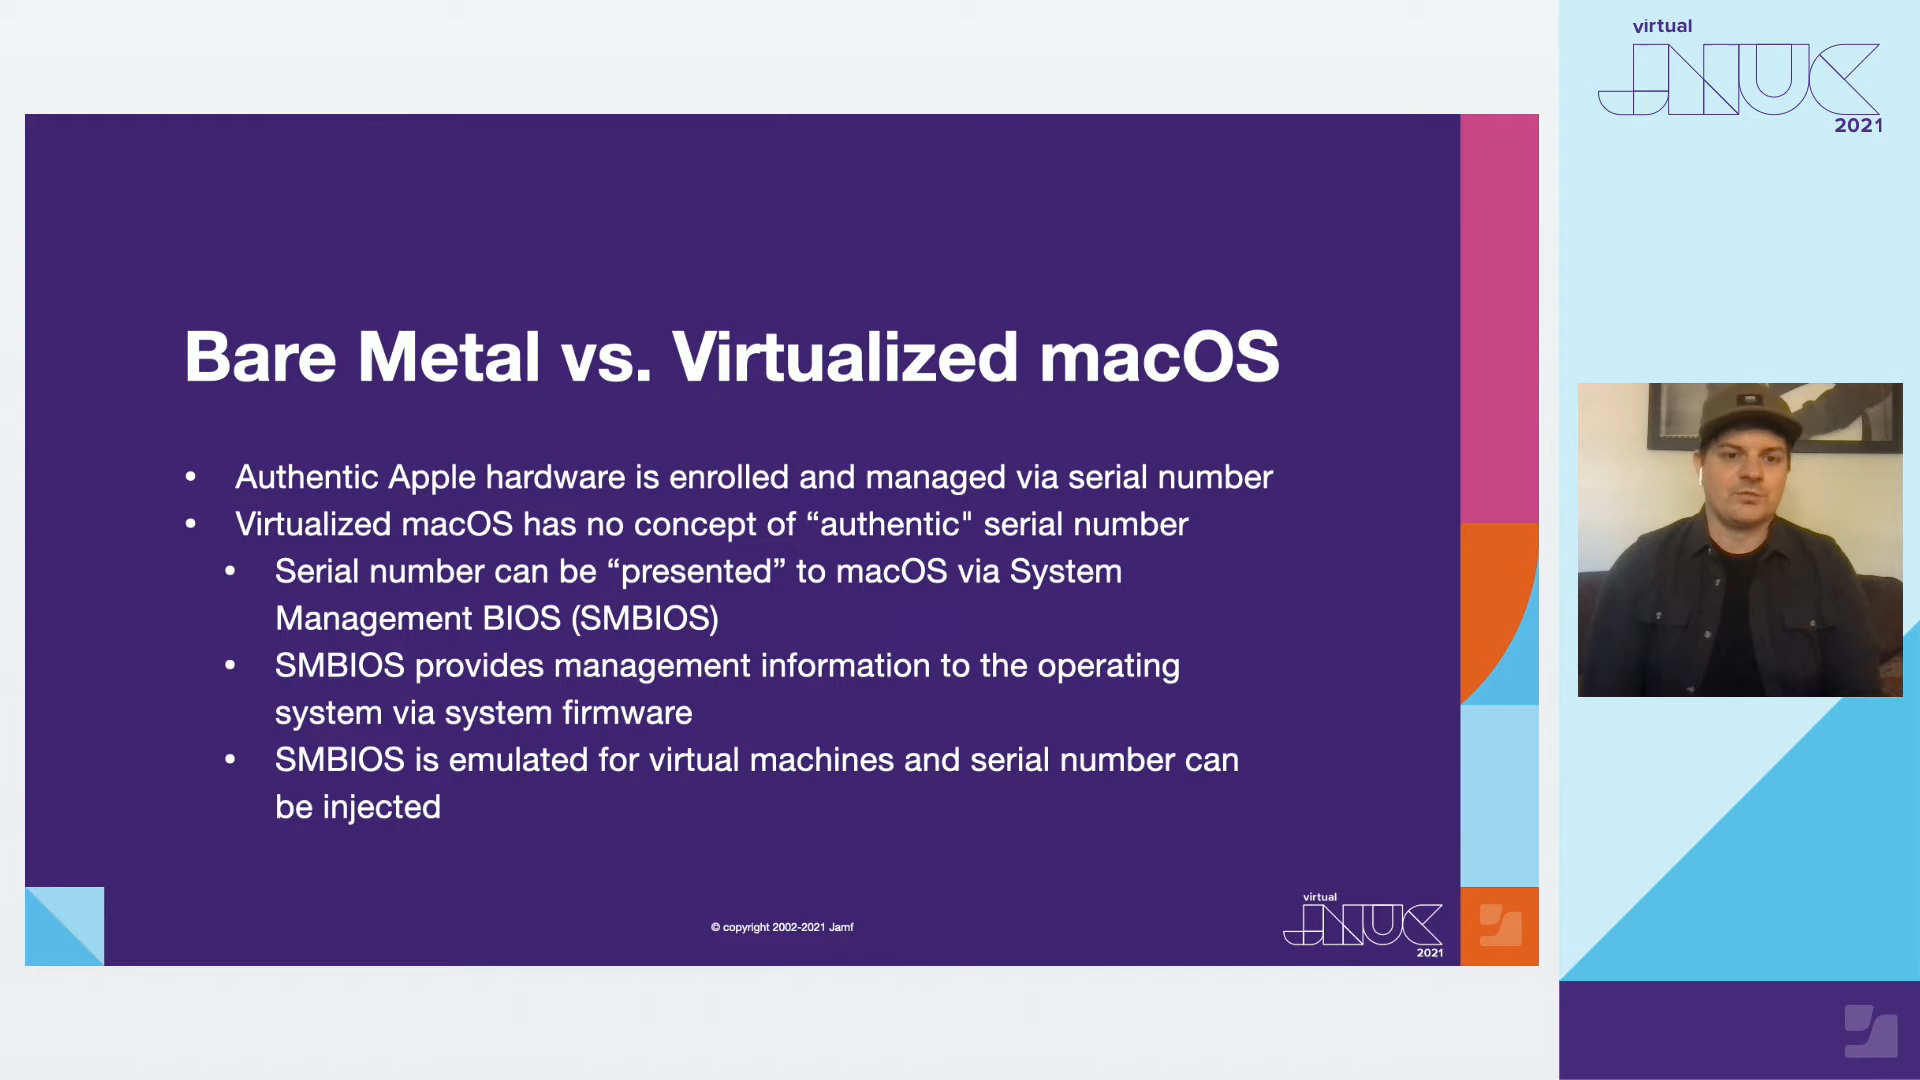 virtual
JNUC
2021
Bare Metal vs. Virtualized macOS
• Authentic Apple hardware is enrolled and managed via serial number
• Virtualized macOS has no concept of “authentic" serial number
• Serial number can be “presented” to macOS via System
Management BIOS (SMBIOS)
• SMBIOS provides management information to the operating
system via system firmware
• SMBIOS is emulated for virtual machines and serial number can
be injected
© copyright 2002-2021 Jamf
virtual
JNUC
2021